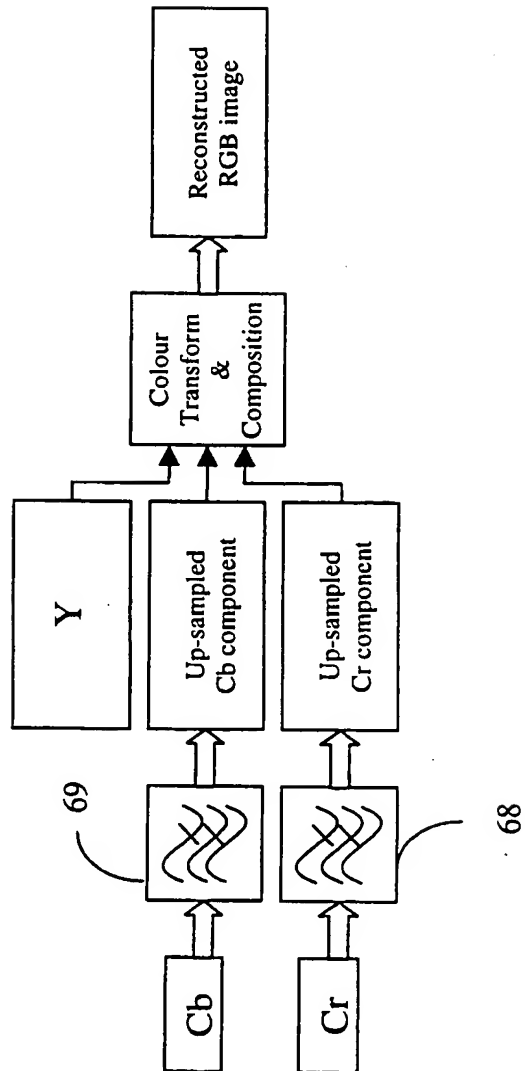 Y
69
Cb
Up-sampled
Cb component
Colour
Transform
&
Composition
Reconstructed
RGB image
Cr
Up-sampled
Cr component
68